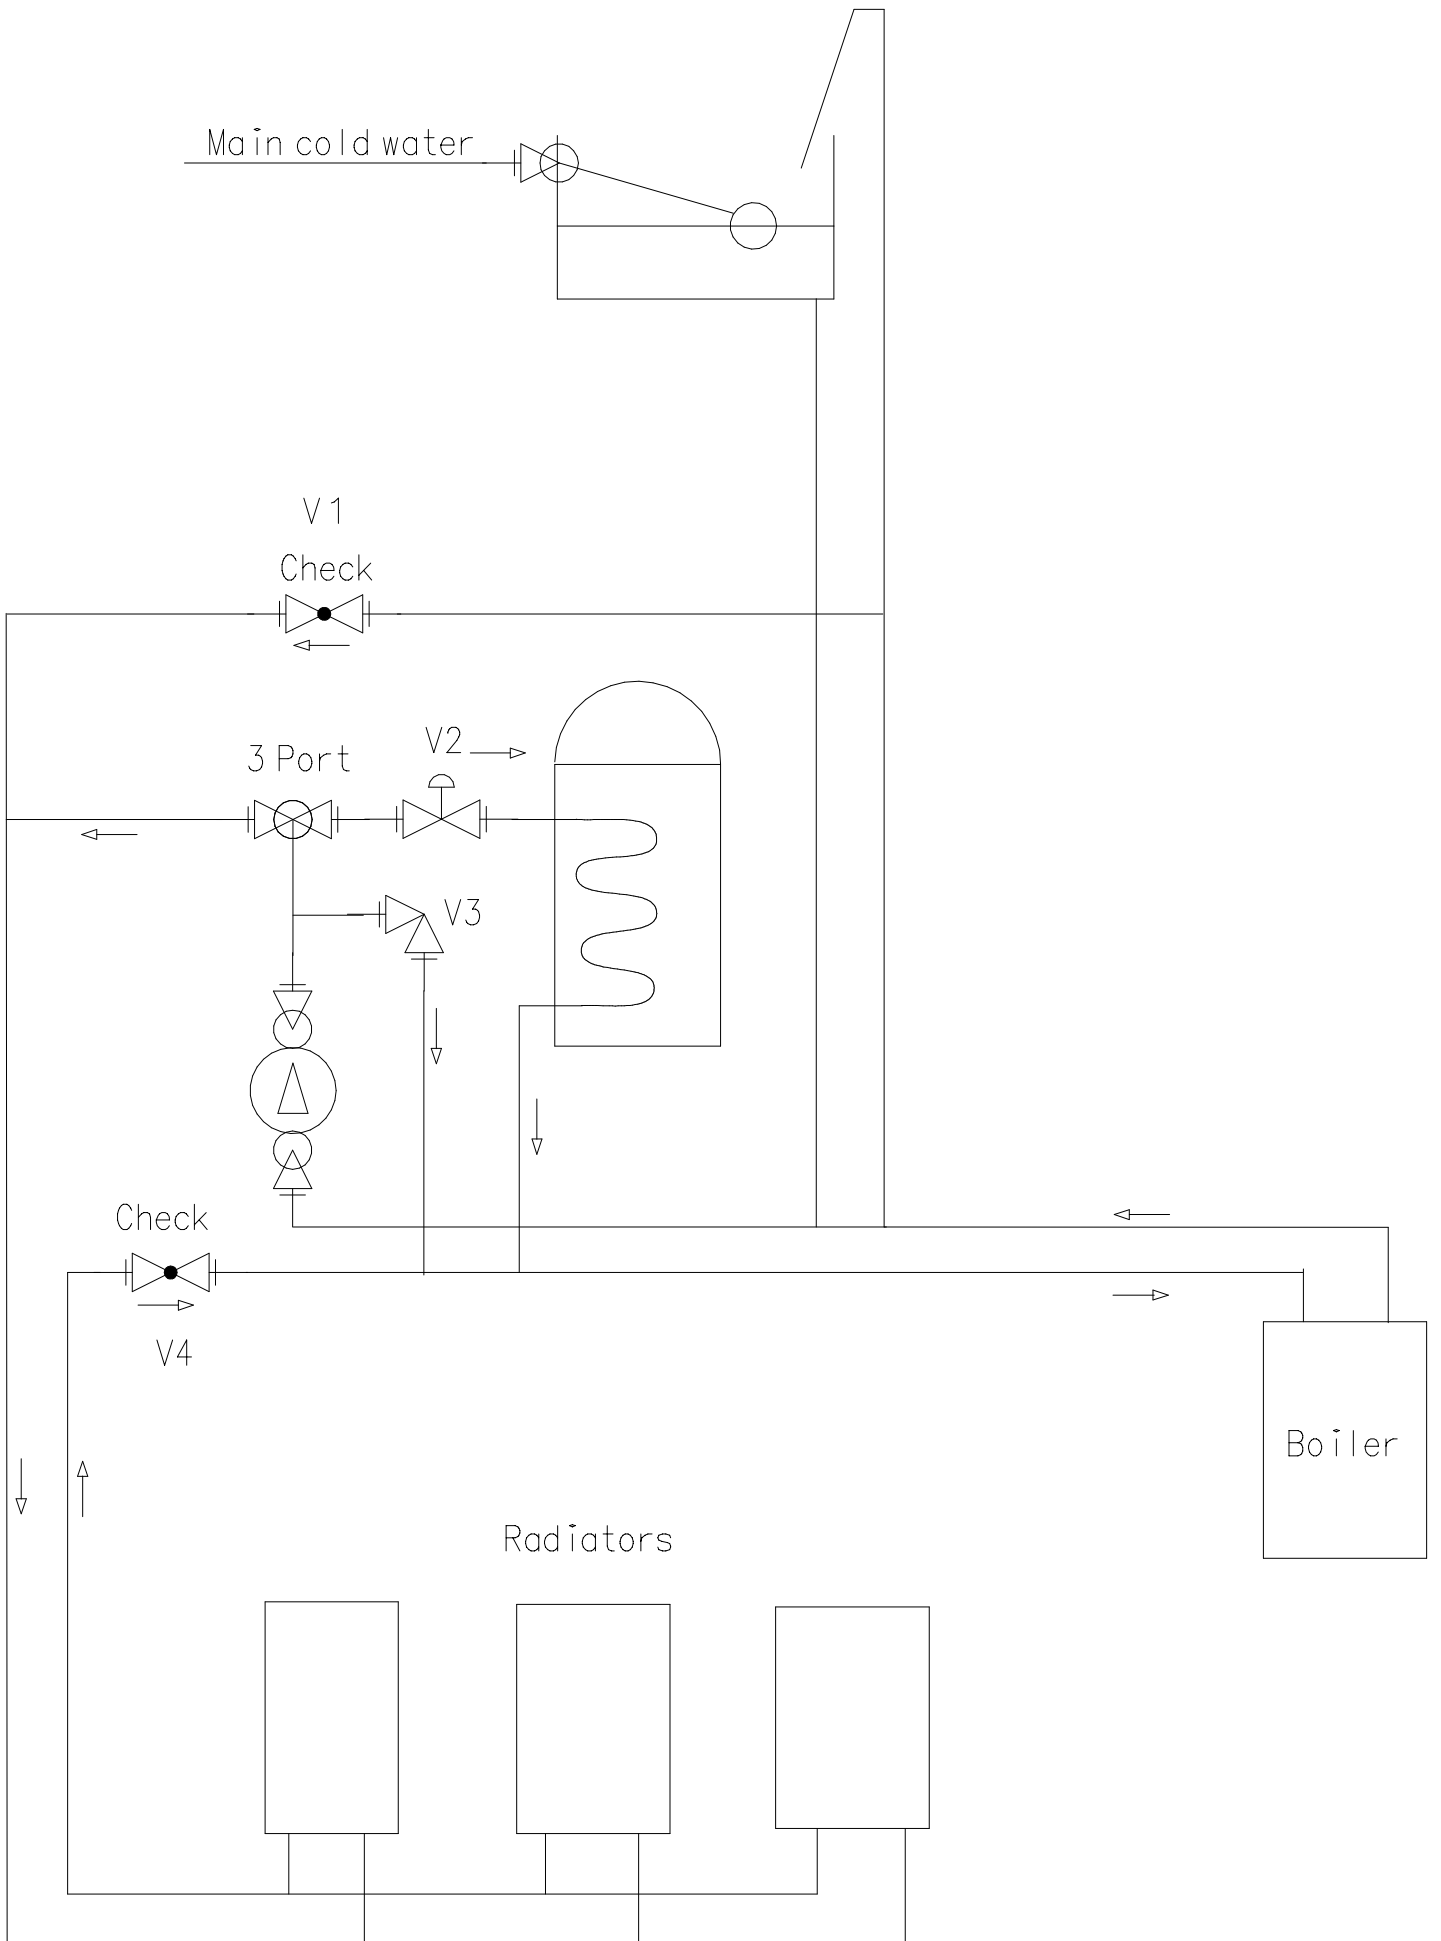 Main cold water
V1
Check
V2
3 Port
V3
Check
V4
Boiler
Radiators